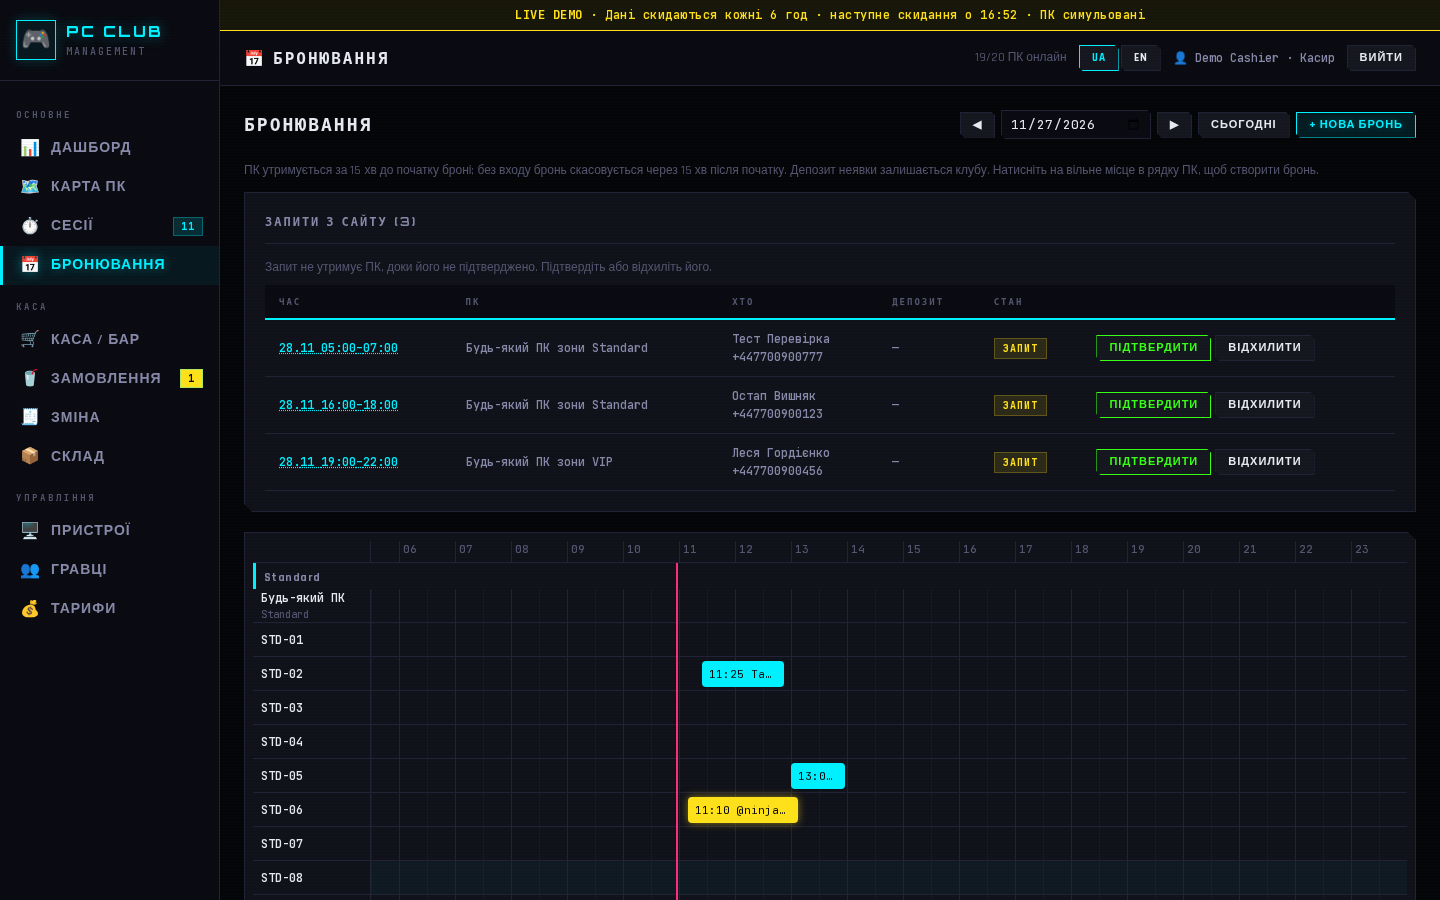 LIVE DEMO · Дані скидаються кожні 6 год · наступне скидання о 16:52 · ПК симульовані
PC CLUB
MANAGEMENT
ОСНОВНЕ
ДАШБОРД
КАРТА ПК
СЕСІЇ 11
БРОНЮВАННЯ
КАСА
КАСА / БАР
ЗАМОВЛЕННЯ 1
ЗМІНА
СКЛАД
УПРАВЛІННЯ
ПРИСТРОЇ
ГРАВЦІ
ТАРИФИ
БРОНЮВАННЯ
19/20 ПК онлайн UA EN Demo Cashier · Касир ВИЙТИ
БРОНЮВАННЯ
◀ 11/27/2026 ▶ СЬОГОДНІ + НОВА БРОНЬ
ПК утримується за 15 хв до початку броні; без входу бронь скасовується через 15 хв після початку. Депозит неявки залишається клубу. Натисніть на вільне місце в рядку ПК, щоб створити бронь.
ЗАПИТИ З САЙТУ (3)
Запит не утримує ПК, доки його не підтверджено. Підтвердіть або відхиліть його.
ЧАС ПК ХТО ДЕПОЗИТ СТАН
28.11 05:00–07:00 Будь-який ПК зони Standard Тест Перевірка — ЗАПИТ ПІДТВЕРДИТИ ВІДХИЛИТИ
+447700900777
28.11 16:00–18:00 Будь-який ПК зони Standard Остап Вишняк — ЗАПИТ ПІДТВЕРДИТИ ВІДХИЛИТИ
+447700900123
28.11 19:00–22:00 Будь-який ПК зони VIP Леся Гордієнко — ЗАПИТ ПІДТВЕРДИТИ ВІДХИЛИТИ
+447700900456
06 07 08 09 10 11 12 13 14 15 16 17 18 19 20 21 22 23
Standard
Будь-який ПК
Standard
STD-01
STD-02 11:25 Та…
STD-03
STD-04
STD-05 13:0…
STD-06 11:10 @ninja…
STD-07
STD-08